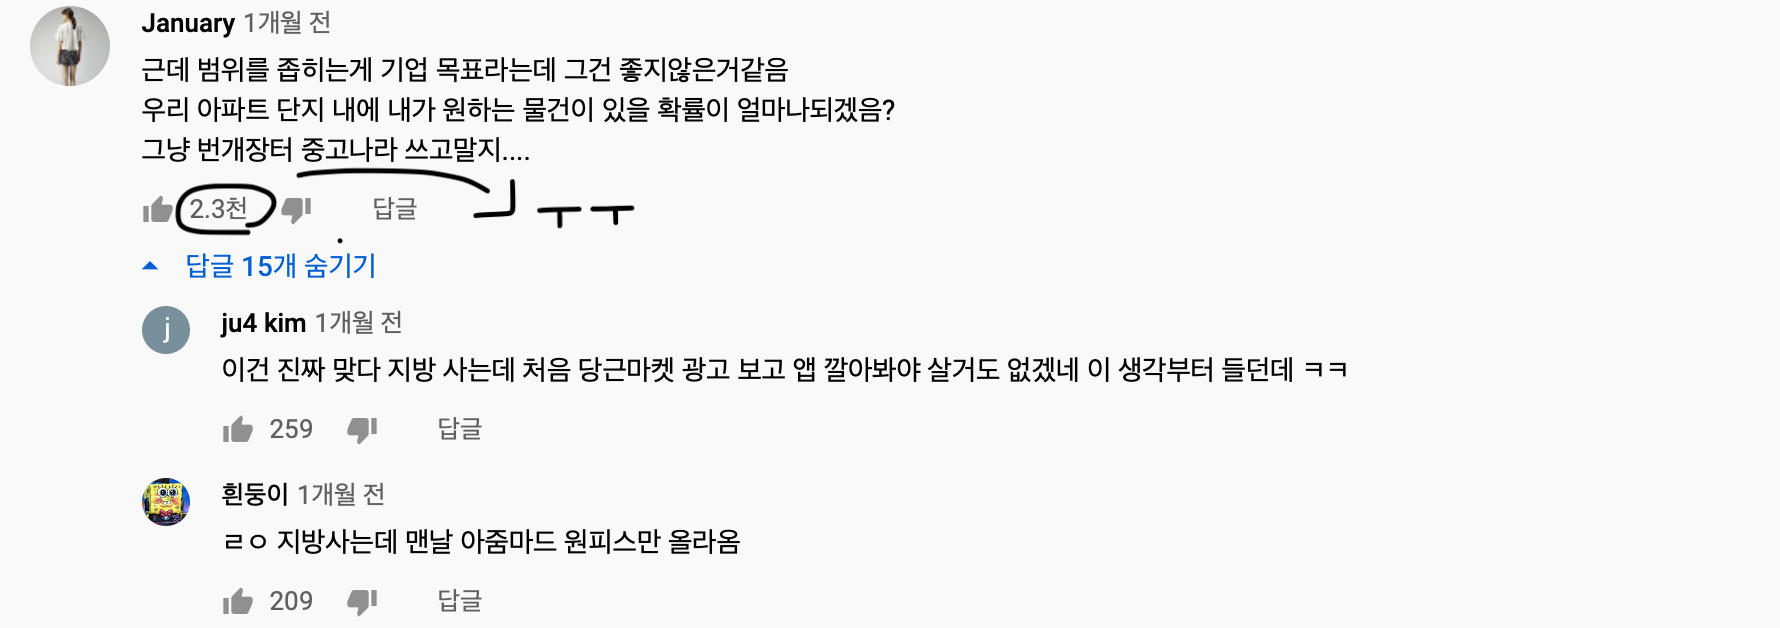 January 1개월 전
근데 범위를 좁히는게 기업 목표라는데 그건 좋지않은거같음
우리 아파트 단지 내에 내가 원하는 물건이 있을 확률이 얼마나되겠음?
그냥 번개장터 중고나라 쓰고말지....
2.3천 답글 ㅜㅜ
답글 15개 숨기기
j ju4 kim 1개월 전
이건 진짜 맞다 지방 사는데 처음 당근마켓 광고 보고 앱 깔아봐야 살거도 없겠네 이 생각부터 들던데 ㅋㅋ
259 답글
흰둥이 1개월 전
ㄹㅇ 지방사는데 맨날 아줌마드 원피스만 올라옴
209 답글